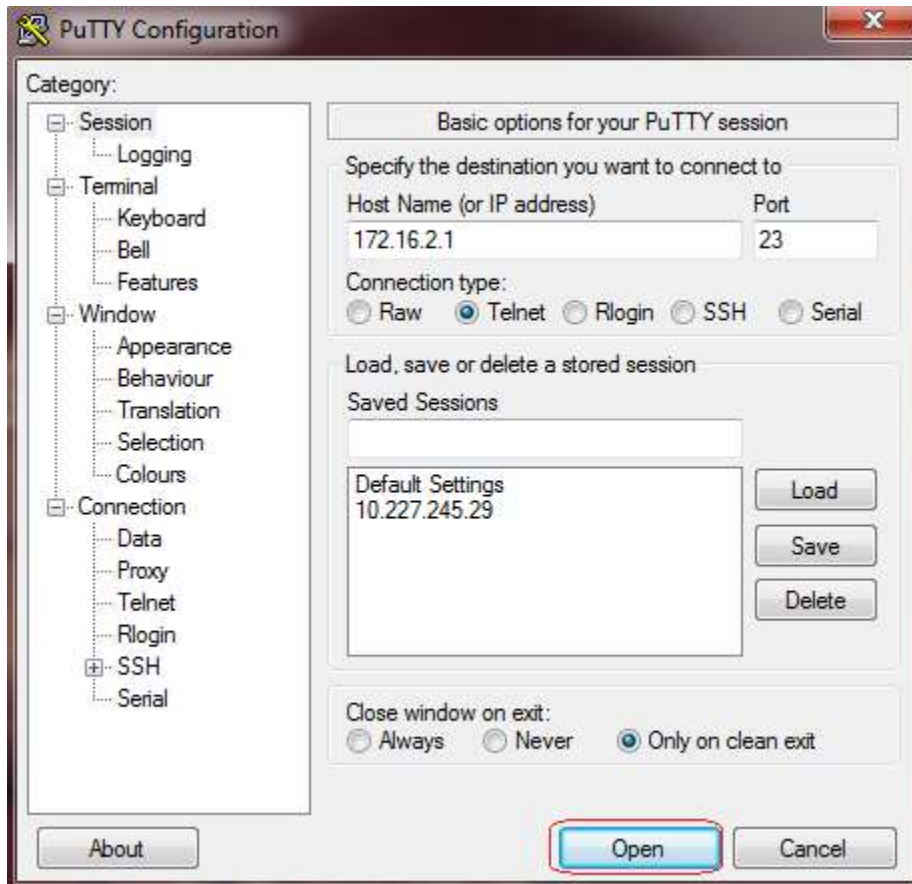 PuTTY Configuration
Category:
Session
Logging
Terminal
Keyboard
Bell
Features
Window
Appearance
Behaviour
Translation
Selection
Colours
Connection
Data
Proxy
Telnet
Rlogin
SSH
Serial
Basic options for your PuTTY session
Specify the destination you want to connect to
Host Name (or IP address) Port
172.16.2.1 23
Connection type:
Raw Telnet Rlogin SSH Serial
Load, save or delete a stored session
Saved Sessions
Default Settings
10.227.245.29
Load
Save
Delete
Close window on exit:
Always Never Only on clean exit
About Open Cancel